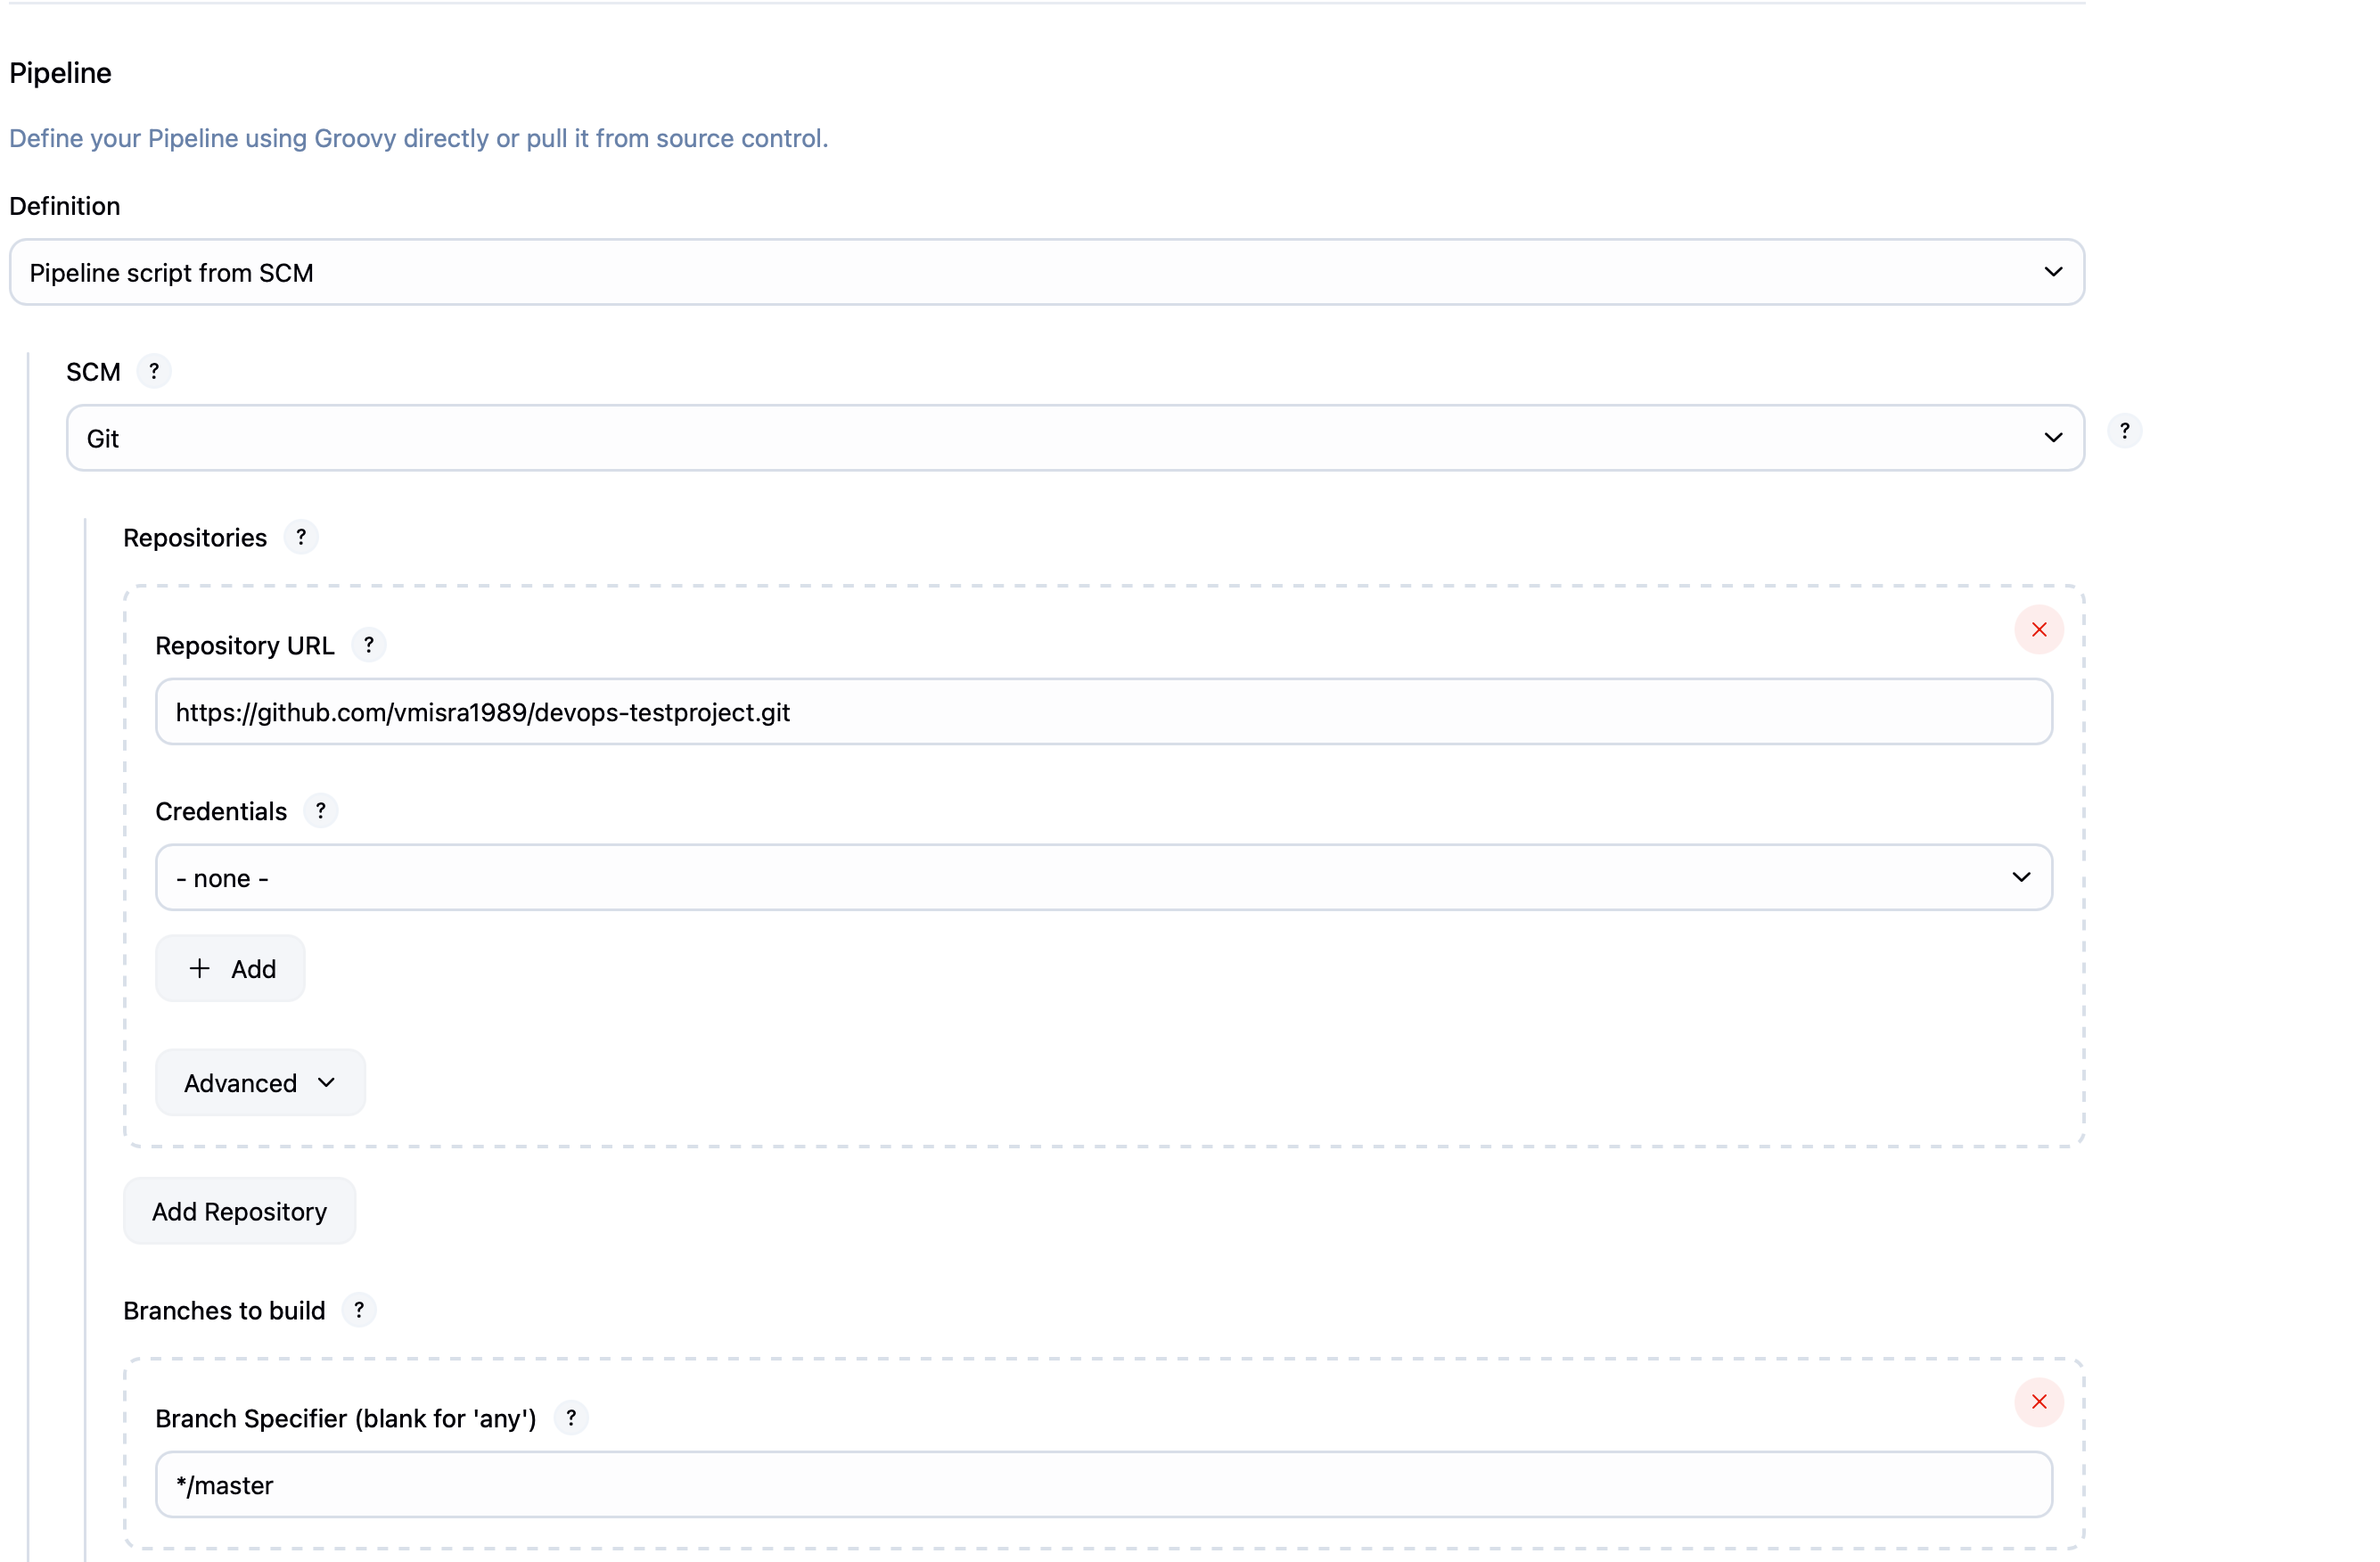 Pipeline
Define your Pipeline using Groovy directly or pull it from source control.
Definition
Pipeline script from SCM
SCM ?
Git
?
Repositories ?
Repository URL ?
https://github.com/vmisra1989/devops-testproject.git
Credentials ?
- none -
+ Add
Advanced
Add Repository
Branches to build ?
Branch Specifier (blank for 'any') ?
*/master